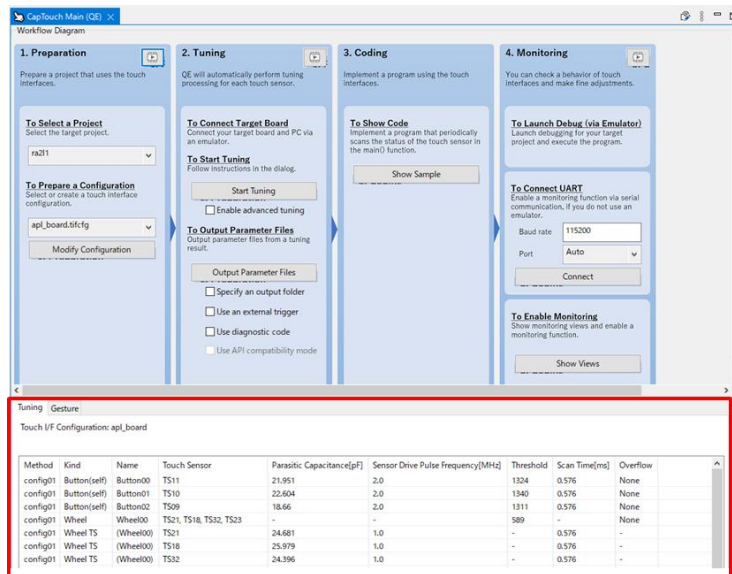 CapTouch Main (QE)
Workflow Diagram
1. Preparation
Prepare a project that uses the touch
interfaces.
To Select a Project
Select the target project.
ra2l1
To Prepare a Configuration
Select or create a touch interface
configuration.
apl_board.tifcfg
Modify Configuration
2. Tuning
QE will automatically perform tuning
processing for each touch sensor.
To Connect Target Board
Connect your target board and PC via
an emulator.
To Start Tuning
Follow instructions in the dialog.
Start Tuning
Enable advanced tuning
To Output Parameter Files
Output parameter files from a tuning
result.
Output Parameter Files
Specify an output folder
Use an external trigger
Use diagnostic code
Use API compatibility mode
3. Coding
Implement a program using the touch
interfaces.
To Show Code
Implement a program that periodically
scans the status of the touch sensor in
the main() function.
Show Sample
4. Monitoring
You can check a behavior of touch
interfaces and make fine adjustments.
To Launch Debug (via Emulator)
Launch debugging for your target
project and execute the program.
To Connect UART
Enable a monitoring function via serial
communication, if you do not use an
emulator.
Baud rate 115200
Port Auto
Connect
To Enable Monitoring
Show monitoring views and enable a
monitoring function.
Show Views
Tuning Gesture
Touch I/F Configuration: apl_board
Method Kind Name Touch Sensor Parasitic Capacitance[pF] Sensor Drive Pulse Frequency[MHz] Threshold Scan Time[ms] Overflow
config01 Button(self) Button00 TS11 21.951 2.0 1324 0.576 None
config01 Button(self) Button01 TS10 22.604 2.0 1340 0.576 None
config01 Button(self) Button02 TS09 18.66 2.0 1311 0.576 None
config01 Wheel Wheel00 TS21, TS18, TS32, TS23 - - 589 - None
config01 Wheel TS (Wheel00) TS21 24.681 1.0 - 0.576 -
config01 Wheel TS (Wheel00) TS18 25.979 1.0 - 0.576 -
config01 Wheel TS (Wheel00) TS32 24.396 1.0 - 0.576 -